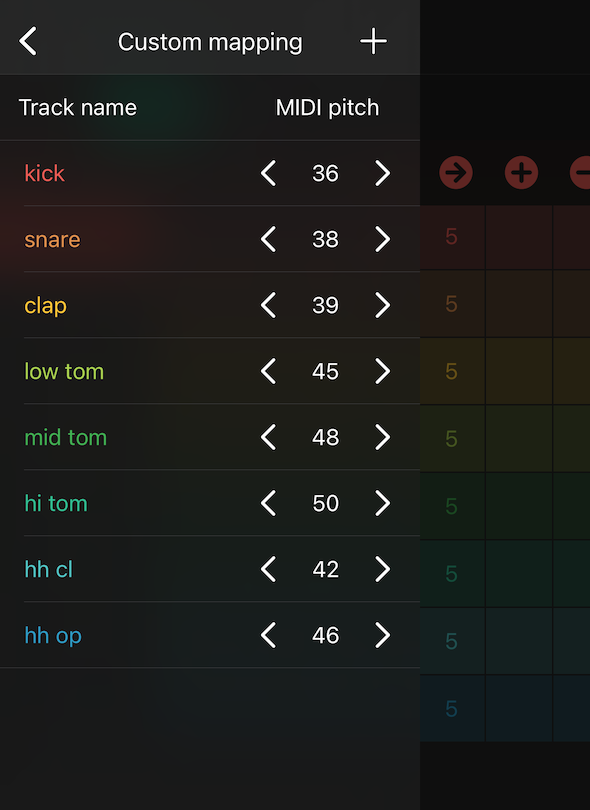 Custom mapping
Track name MIDI pitch
kick 36
snare 38 5
clap 39 5
low tom 45 5
mid tom 48 5
hi tom 50 5
hh cl 42 5
hh op 46 5
5